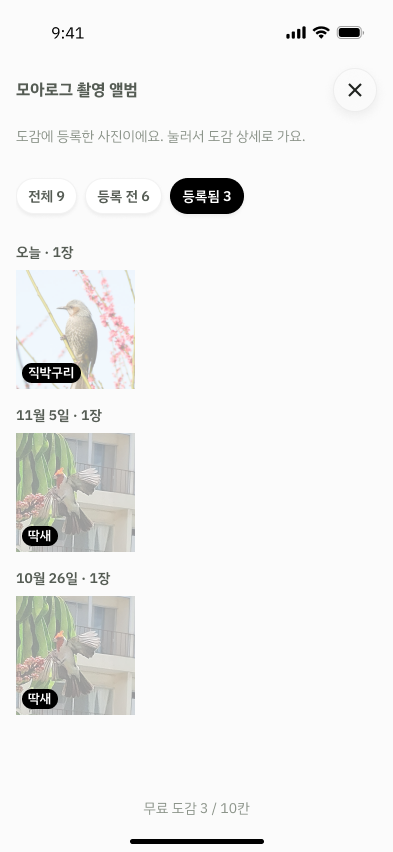 9:41
모아로그 촬영 앨범
도감에 등록한 사진이에요. 눌러서 도감 상세로 가요.
전체 9
등록 전 6
등록됨 3
오늘 · 1장
직박구리
11월 5일 · 1장
딱새
10월 26일 · 1장
딱새
무료 도감 3 / 10칸